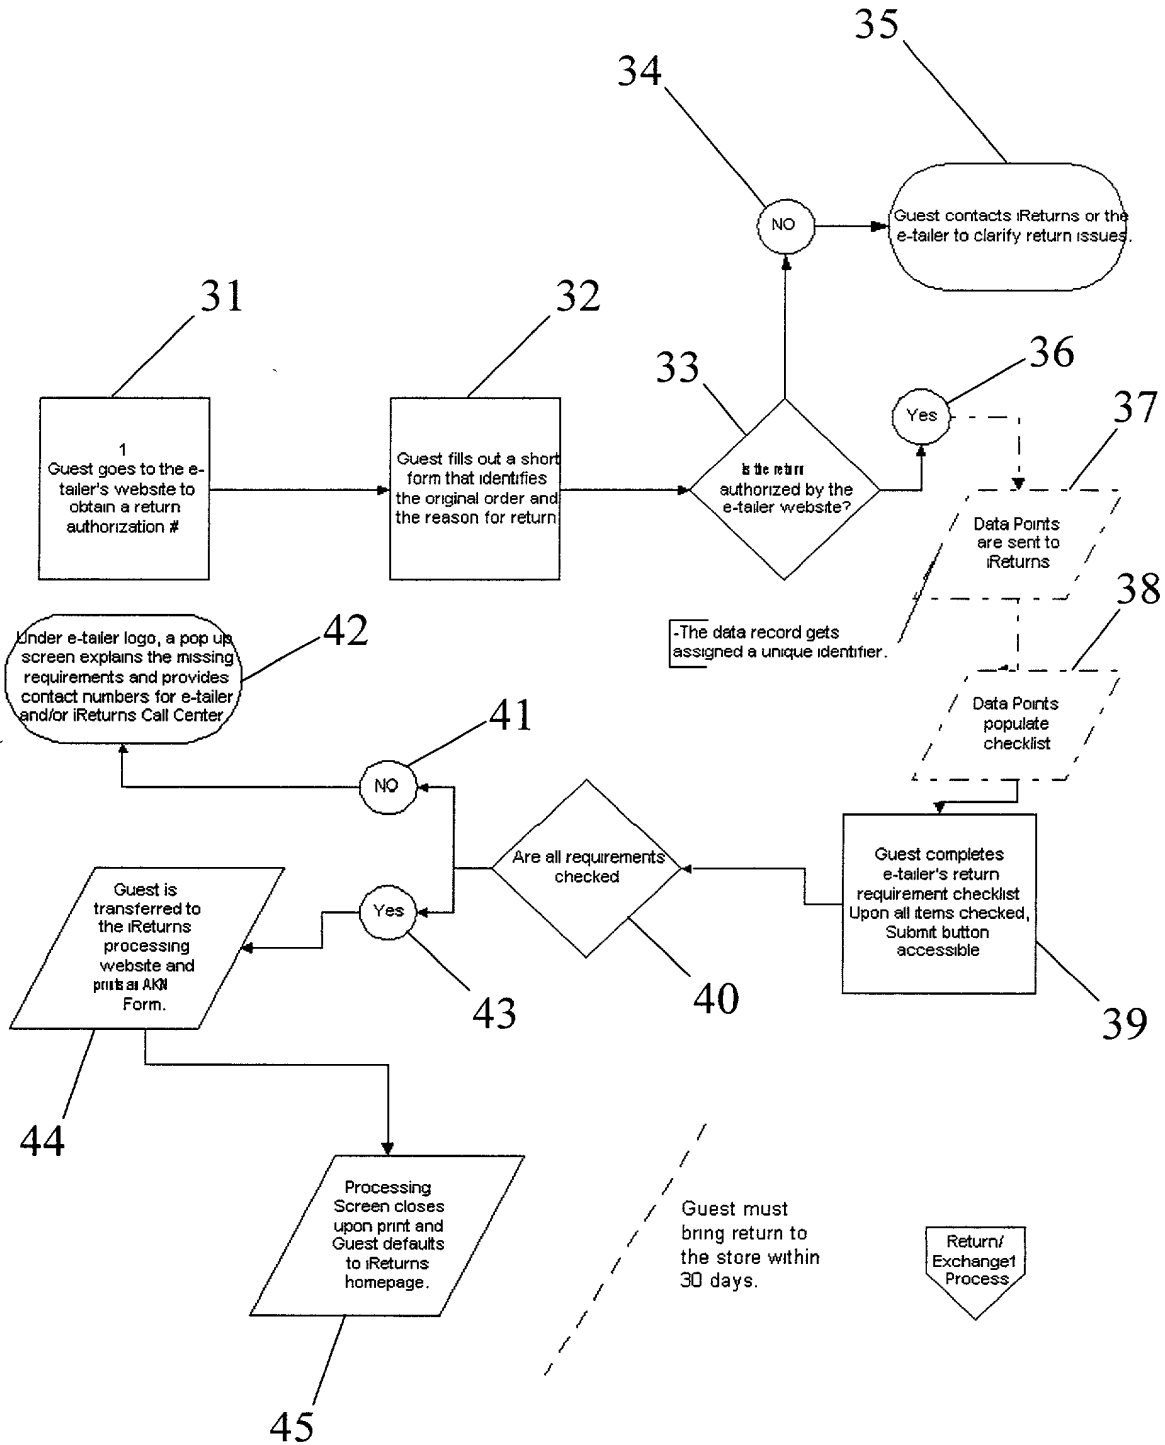 35
34
NO
Guest contacts iReturns or the
e-tailer to clarify return issues.
31
32
33
36
37
1
Guest goes to the e-
tailer's website to
obtain a return
authorization #
Guest fills out a short
form that identifies
the original order and
the reason for return
Is the return
authorized by the
e-tailer website?
Yes
Data Points
are sent to
iReturns
-The data record gets
assigned a unique identifier.
38
Data Points
populate
checklist
42
Under e-tailer logo, a pop up
screen explains the missing
requirements and provides
contact numbers for e-tailer
and/or iReturns Call Center
41
NO
Are all requirements
checked
40
Guest completes
e-tailer's return
requirement checklist
Upon all items checked,
Submit button
accessible
39
Yes
43
Guest is
transferred to
the iReturns
processing
website and
prints an AKN
Form.
44
Processing
Screen closes
upon print and
Guest defaults
to iReturns
homepage.
45
Guest must
bring return to
the store within
30 days.
Return/
Exchange1
Process